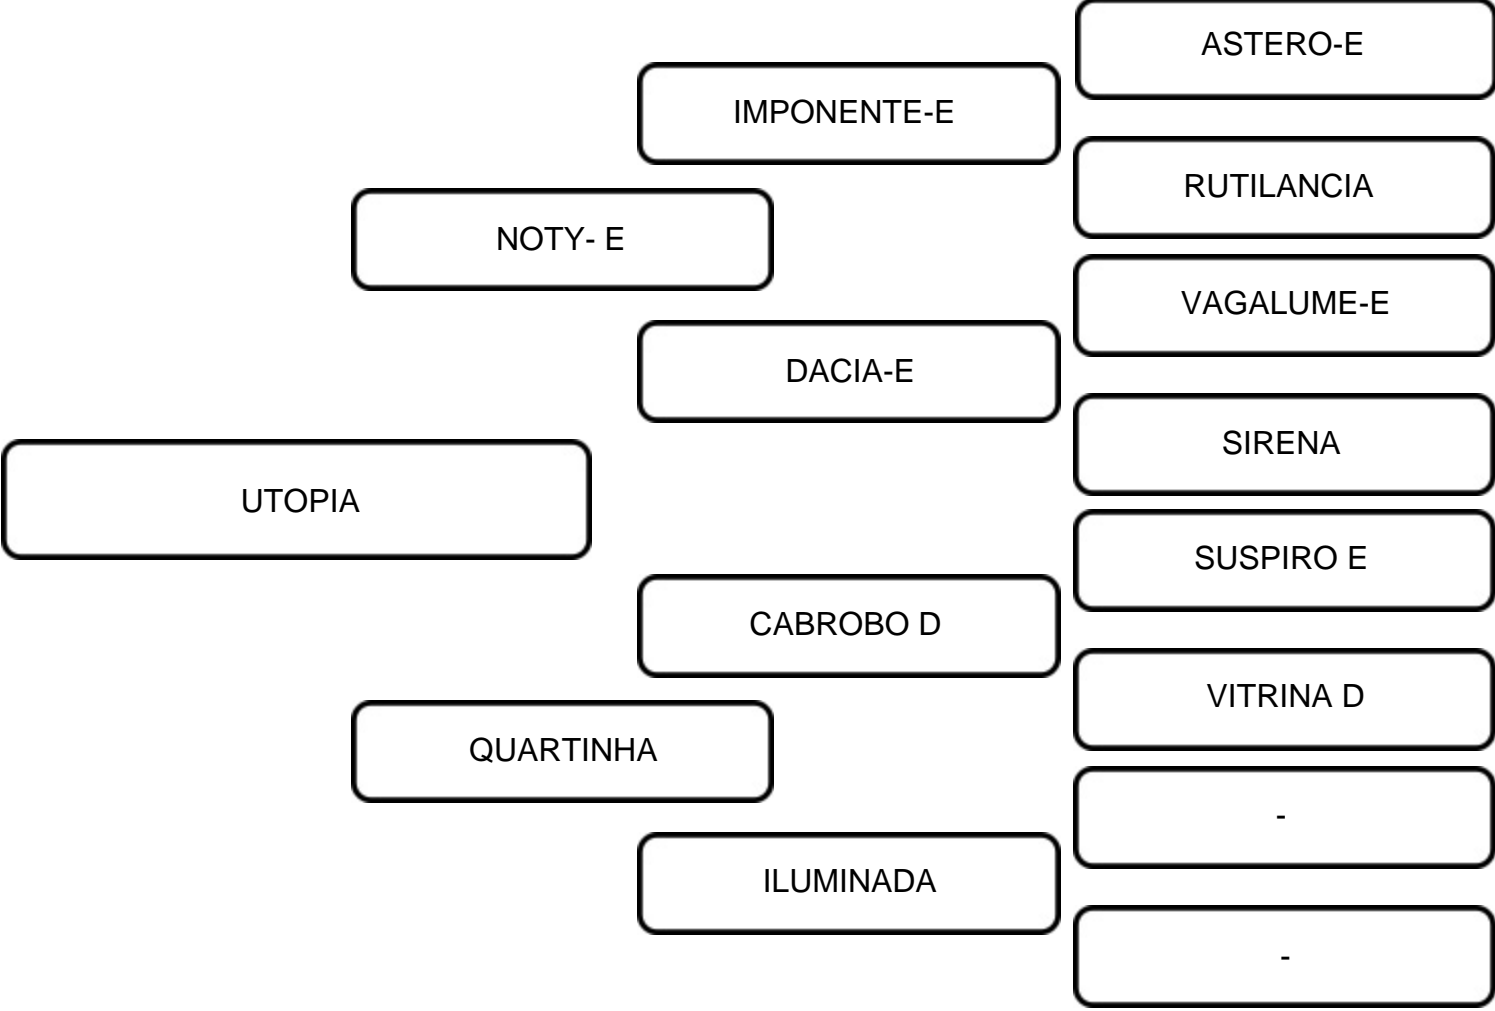 ASTERO-E
IMPONENTE-E
RUTILANCIA
NOTY- E
VAGALUME-E
DACIA-E
SIRENA
UTOPIA
SUSPIRO E
CABROBO D
VITRINA D
QUARTINHA
-
ILUMINADA
-